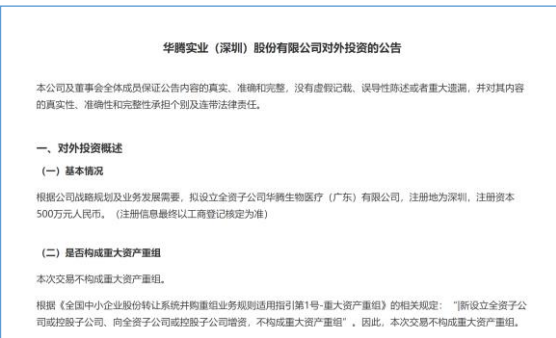 华腾实业（深圳）股份有限公司对外投资的公告
本公司及董事会全体成员保证公告内容的真实、准确和完整，没有虚假记载、误导性陈述或者重大遗漏，并对其内容
的真实性、准确性和完整性承担个别及连带法律责任。
一、对外投资概述
（一）基本情况
根据公司战略规划及业务发展需要，拟设立全资子公司华腾生物医疗（广东）有限公司，注册地为深圳，注册资本
500万元人民币。（注册信息最终以工商登记核定为准）
（二）是否构成重大资产重组
本次交易不构成重大资产重组。
根据《全国中小企业股份转让系统并购重组业务规则适用指引第1号-重大资产重组》的相关规定：“|新设立全资子公
司或控股子公司、向全资子公司或控股子公司增资，不构成重大资产重组”。因此，本次交易不构成重大资产重组。